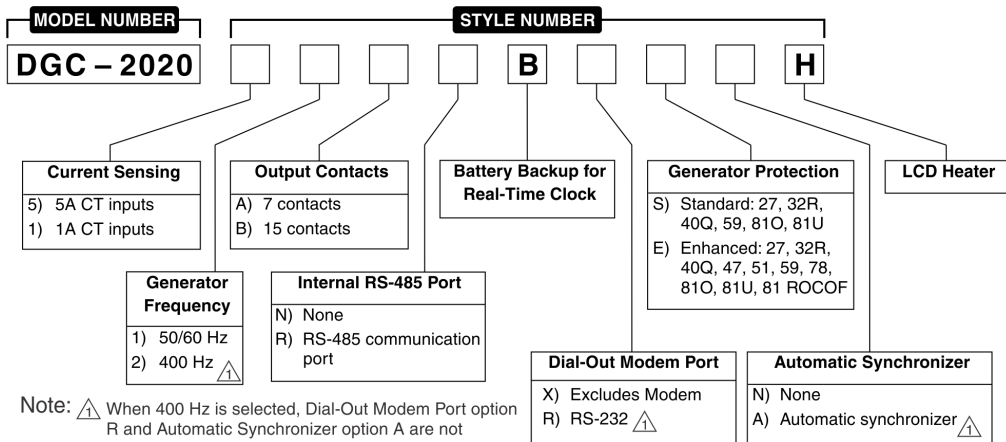 MODEL NUMBER
STYLE NUMBER
DGC – 2020
B
H
Current Sensing
5) 5A CT inputs
1) 1A CT inputs
Output Contacts
A) 7 contacts
B) 15 contacts
Battery Backup for
Real-Time Clock
Generator Protection
S) Standard: 27, 32R,
40Q, 59, 81O, 81U
E) Enhanced: 27, 32R,
40Q, 47, 51, 59, 78,
81O, 81U, 81 ROCOF
LCD Heater
Generator
Frequency
1) 50/60 Hz
2) 400 Hz 1
Internal RS-485 Port
N) None
R) RS-485 communication
port
Dial-Out Modem Port
X) Excludes Modem
R) RS-232 1
Automatic Synchronizer
N) None
A) Automatic synchronizer 1
Note: 1 When 400 Hz is selected, Dial-Out Modem Port option
R and Automatic Synchronizer option A are not